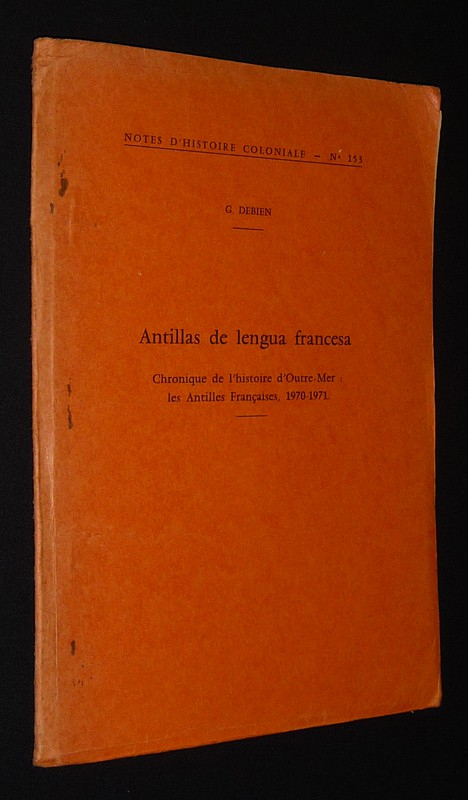 NOTES D'HISTOIRE COLONIALE – Nº 153
G. DEBIEN
Antillas de lengua francesa
Chronique de l'histoire d'Outre-Mer :
les Antilles Françaises, 1970-1971.